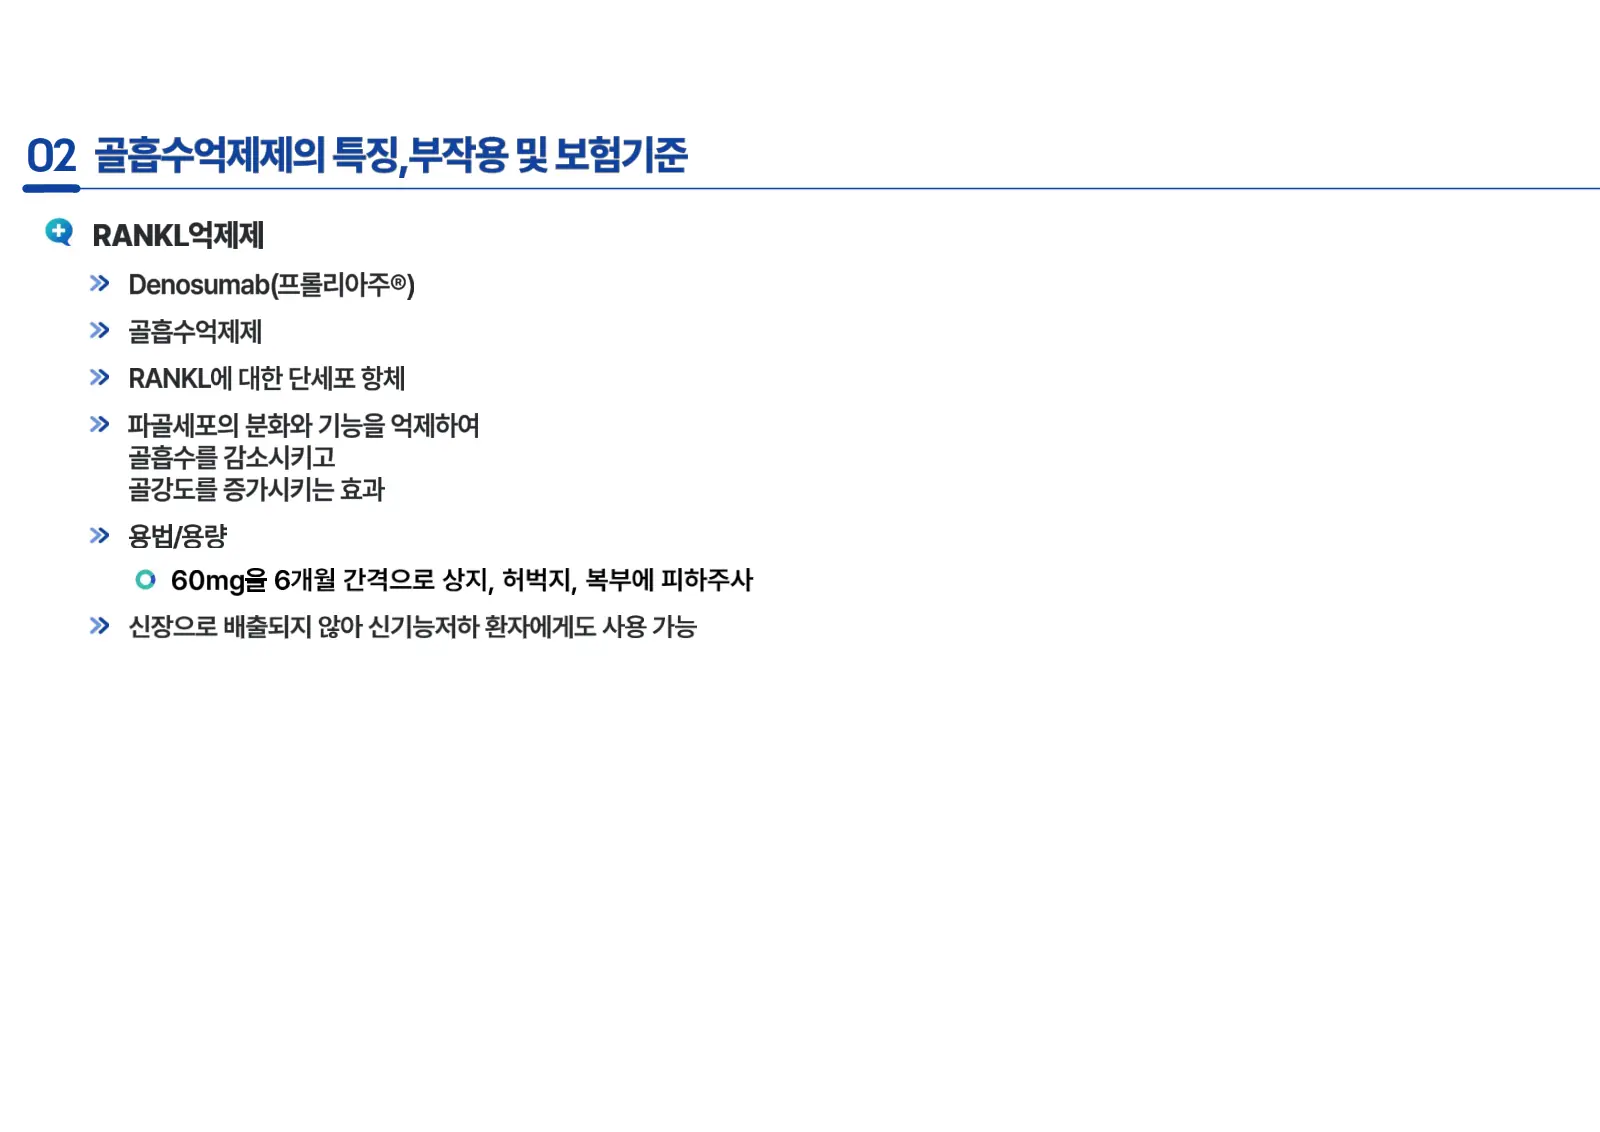 02 골흡수억제제의 특징,부작용 및 보험기준
RANKL억제제
Denosumab(프롤리아주®)
골흡수억제제
RANKL에 대한 단세포 항체
파골세포의 분화와 기능을 억제하여
골흡수를 감소시키고
골강도를 증가시키는 효과
용법/용량
60mg을 6개월 간격으로 상지, 허벅지, 복부에 피하주사
신장으로 배출되지 않아 신기능저하 환자에게도 사용 가능